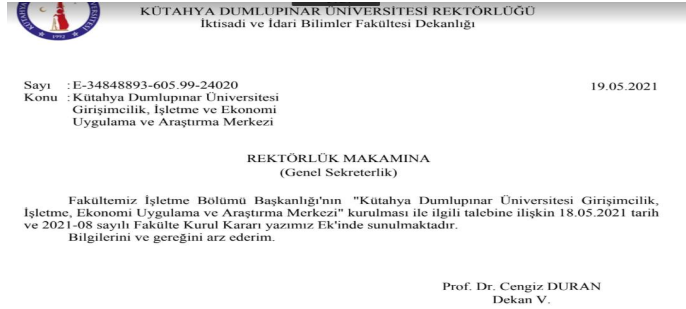 KÜTAHYA DUMLUPINAR ÜNİVERSİTESİ REKTÖRLÜĞÜ
İktisadi ve İdari Bilimler Fakültesi Dekanlığı
Sayı : E-34848893-605.99-24020
19.05.2021
Konu : Kütahya Dumlupınar Üniversitesi
Girişimcilik, İşletme ve Ekonomi
Uygulama ve Araştırma Merkezi
REKTÖRLÜK MAKAMINA
(Genel Sekreterlik)
Fakültemiz İşletme Bölümü Başkanlığı'nın "Kütahya Dumlupınar Üniversitesi Girişimcilik,
İşletme, Ekonomi Uygulama ve Araştırma Merkezi" kurulması ile ilgili talebine ilişkin 18.05.2021 tarih
ve 2021-08 sayılı Fakülte Kurul Kararı yazımız Ek'inde sunulmaktadır.
Bilgilerini ve gereğini arz ederim.
Prof. Dr. Cengiz DURAN
Dekan V.